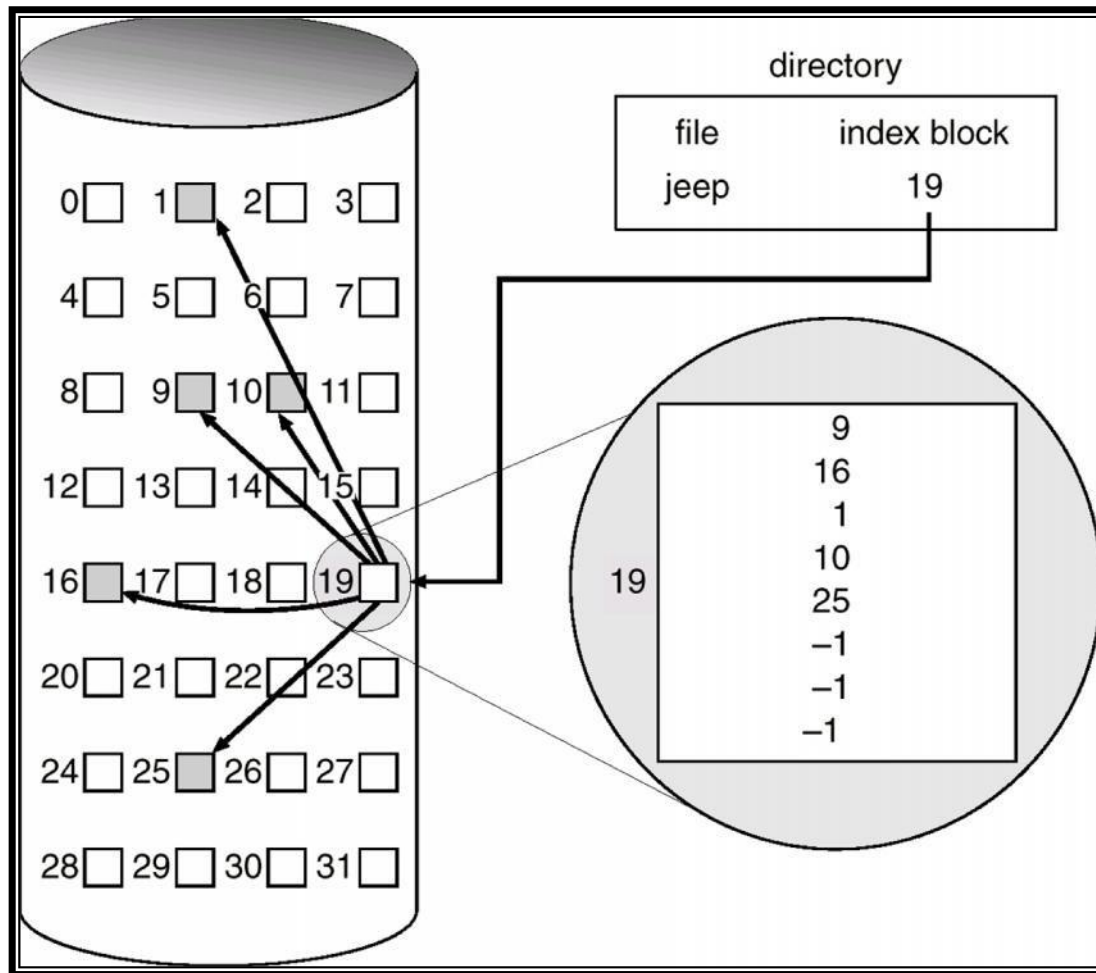 directory
file index block
jeep 19
0 1 2 3
4 5 6 7
8 9 10 11
12 13 14 15
16 17 18 19
20 21 22 23
24 25 26 27
28 29 30 31
19
9
16
1
10
25
–1
–1
–1